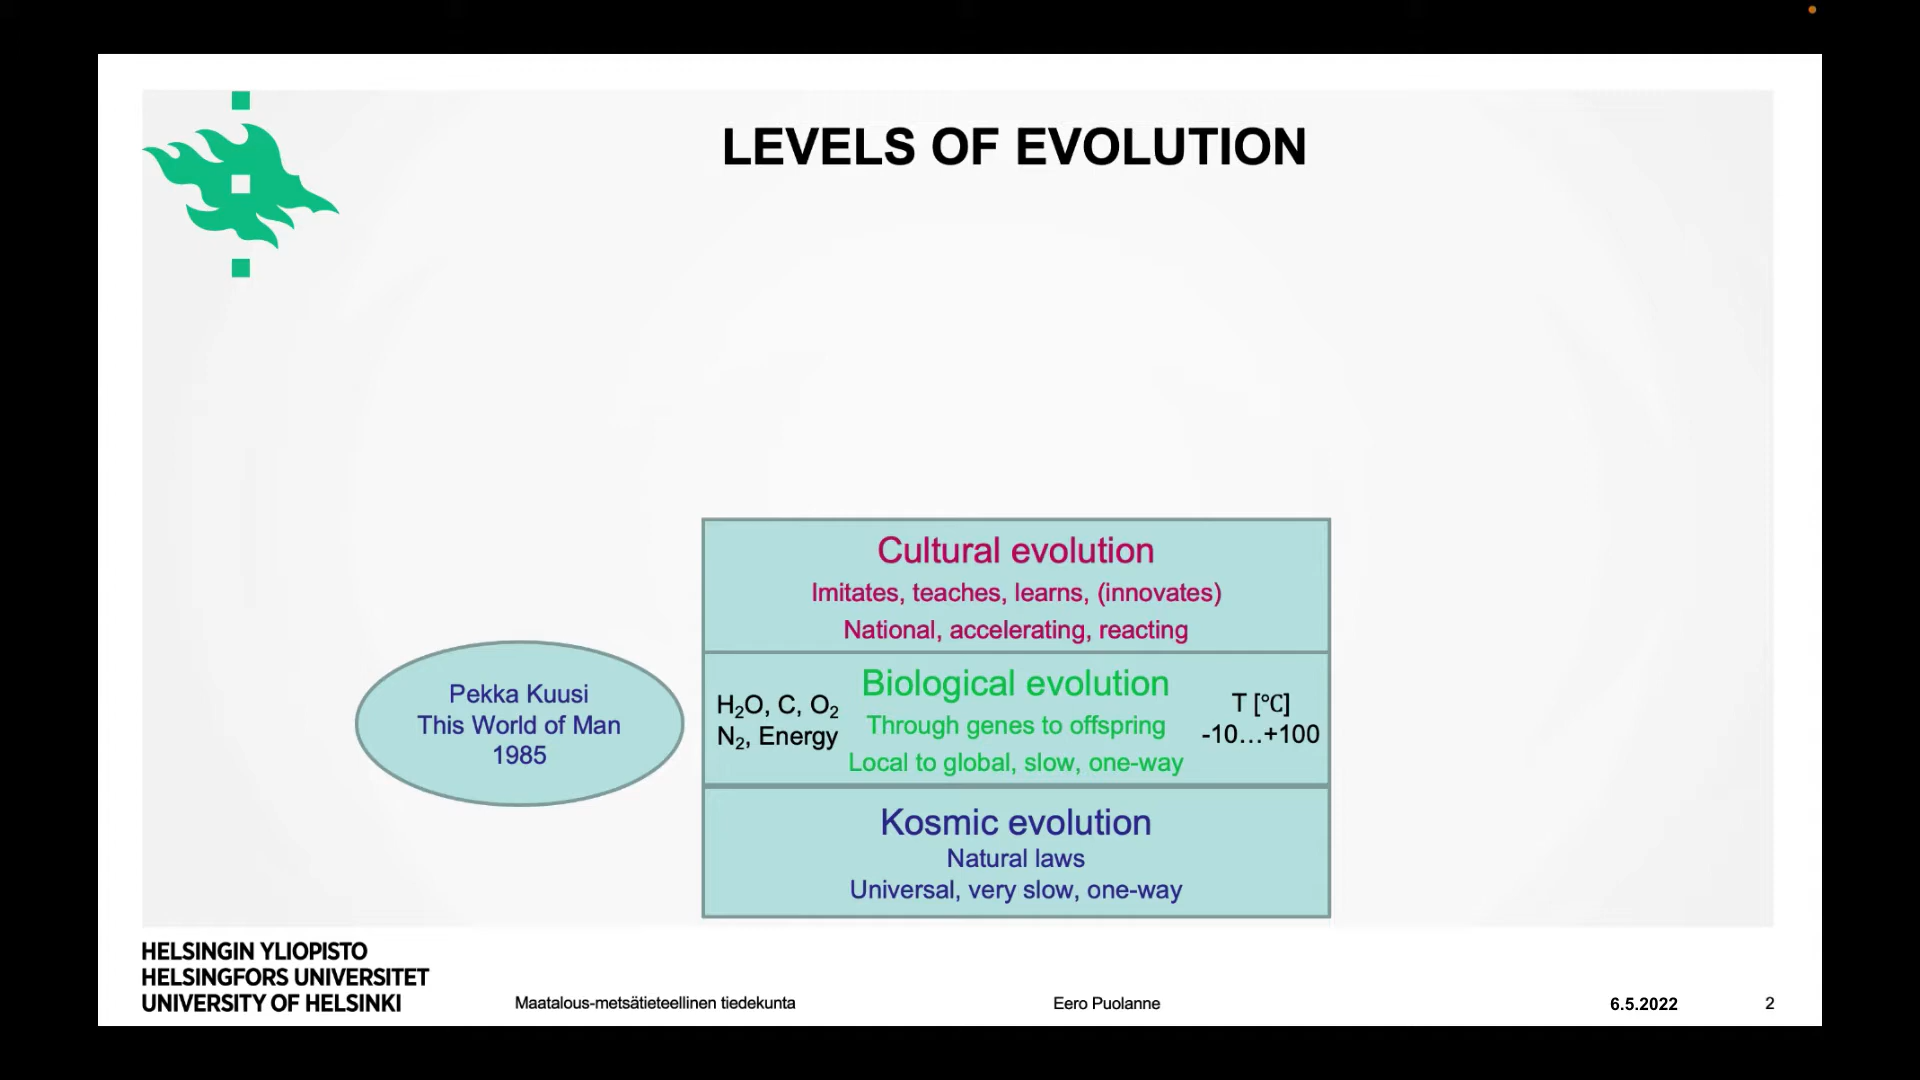 LEVELS OF EVOLUTION
Cultural evolution
Imitates, teaches, learns, (innovates)
National, accelerating, reacting
Pekka Kuusi
This World of Man
1985
H₂O, C, O₂
N₂, Energy
Biological evolution
Through genes to offspring
Local to global, slow, one-way
T [°C]
-10…+100
Kosmic evolution
Natural laws
Universal, very slow, one-way
HELSINGIN YLIOPISTO
HELSINGFORS UNIVERSITET
UNIVERSITY OF HELSINKI
Maatalous-metsätieteellinen tiedekunta
Eero Puolanne
6.5.2022
2